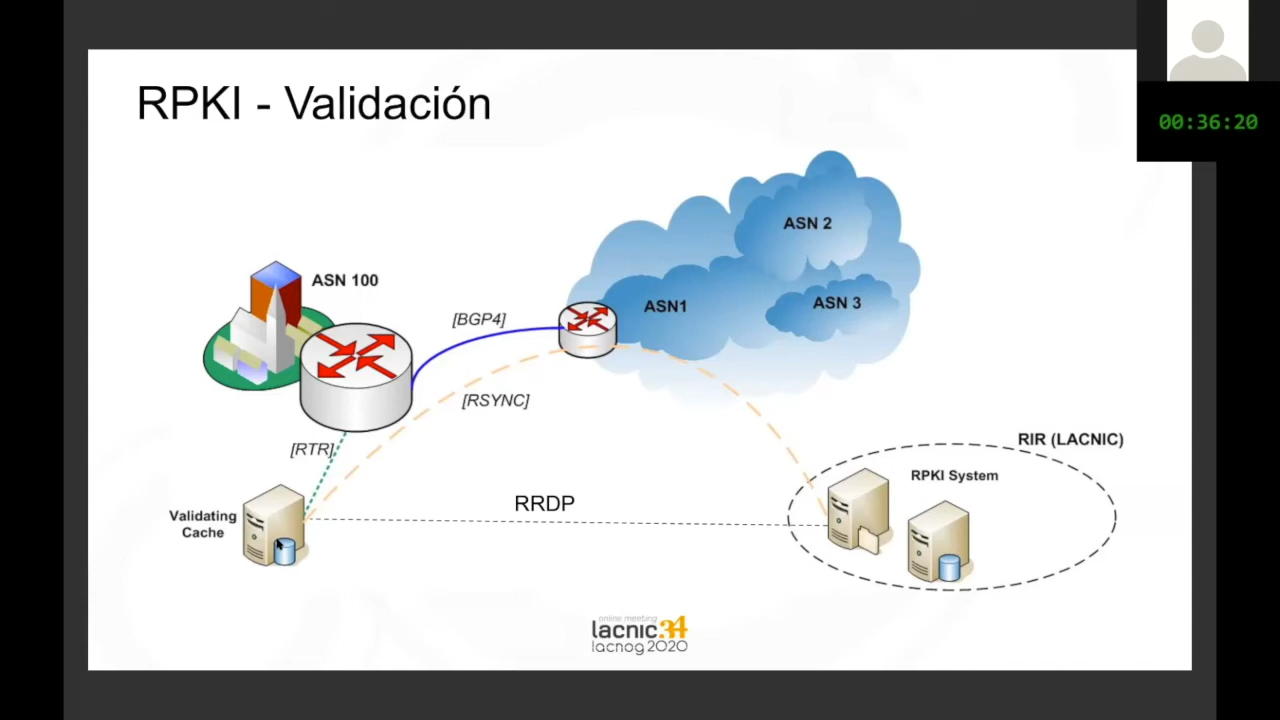 RPKI - Validación
00:36:20
ASN 2
ASN 100
ASN1
ASN 3
[BGP4]
[RSYNC]
[RTR]
RIR (LACNIC)
RPKI System
RRDP
Validating
Cache
online meeting
lacnic34
lacnog2020